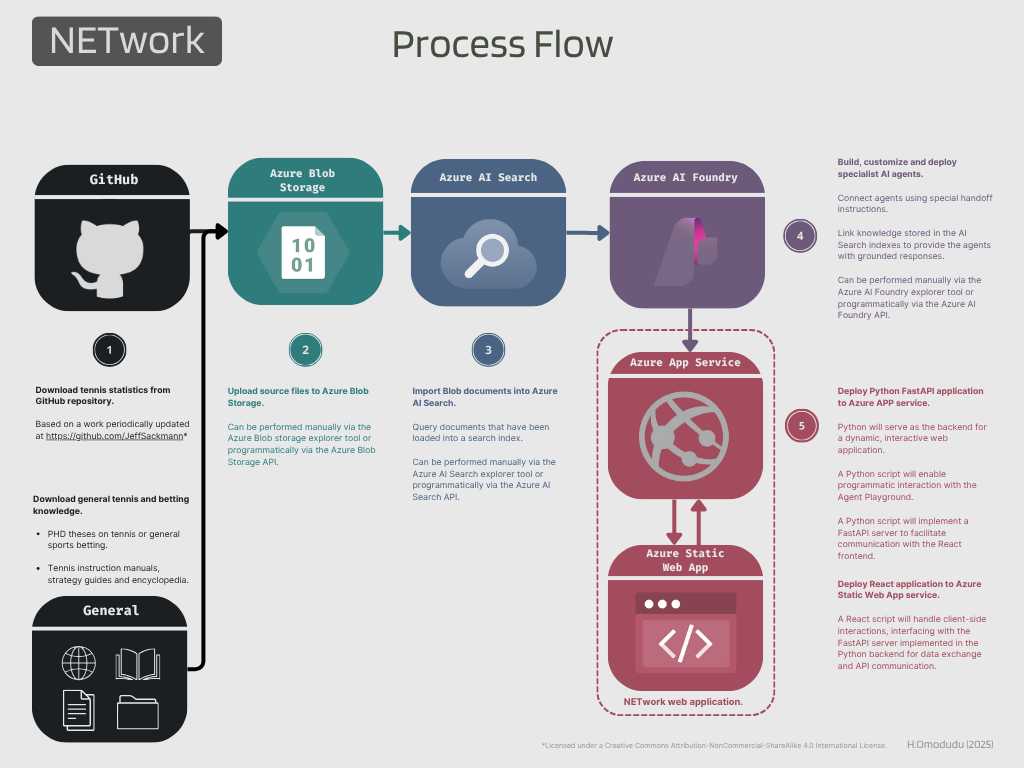 NETwork
Process Flow
GitHub
Azure Blob
Storage
10
01
Azure AI Search
Azure AI Foundry
1
Download tennis statistics from
GitHub repository.
Based on a work periodically updated
at https://github.com/JeffSackmann*
Download general tennis and betting
knowledge.
• PHD theses on tennis or general
sports betting.
• Tennis instruction manuals,
strategy guides and encyclopedia.
General
2
Upload source files to Azure Blob
Storage.
Can be performed manually via the
Azure Blob storage explorer tool or
programmatically via the Azure Blob
Storage API.
3
Import Blob documents into Azure
AI Search.
Query documents that have been
loaded into a search index.
Can be performed manually via the
Azure AI Search explorer tool or
programmatically via the Azure AI
Search API.
4
Build, customize and deploy
specialist AI agents.
Connect agents using special handoff
instructions.
Link knowledge stored in the AI
Search indexes to provide the agents
with grounded responses.
Can be performed manually via the
Azure AI Foundry explorer tool or
programmatically via the Azure AI
Foundry API.
Azure App Service
Azure Static
Web App
</>
NETwork web application.
5
Deploy Python FastAPI application
to Azure APP service.
Python will serve as the backend for
a dynamic, interactive web
application.
A Python script will enable
programmatic interaction with the
Agent Playground.
A Python script will implement a
FastAPI server to facilitate
communication with the React
frontend.
Deploy React application to Azure
Static Web App service.
A React script will handle client-side
interactions, interfacing with the
FastAPI server implemented in the
Python backend for data exchange
and API communication.
*Licensed under a Creative Commons Attribution-NonCommercial-ShareAlike 4.0 International License.
H.Omodudu (2025)